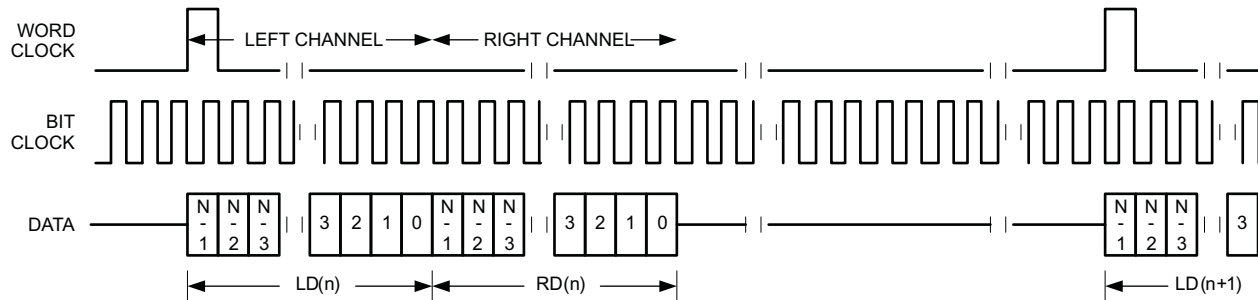 WORD
CLOCK
LEFT CHANNEL
RIGHT CHANNEL
BIT
CLOCK
DATA
N-1 N-2 N-3 3 2 1 0 N-1 N-2 N-3 3 2 1 0 N-1 N-2 N-3 3
LD(n) RD(n) LD(n+1)